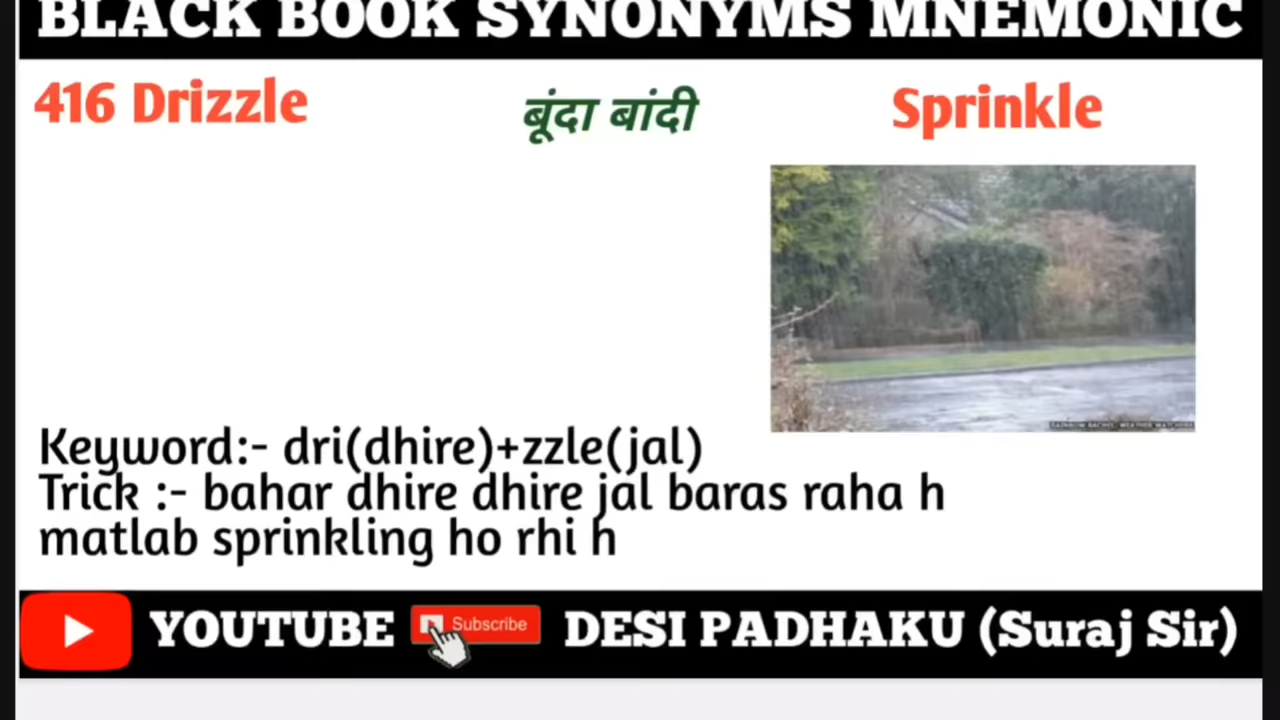 BLACK BOOK SYNONYMS MNEMONIC
416 Drizzle बूंदा बांदी Sprinkle
Keyword:- dri(dhire)+zzle(jal)
Trick :- bahar dhire dhire jal baras raha h
matlab sprinkling ho rhi h
YOUTUBE Subscribe DESI PADHAKU (Suraj Sir)